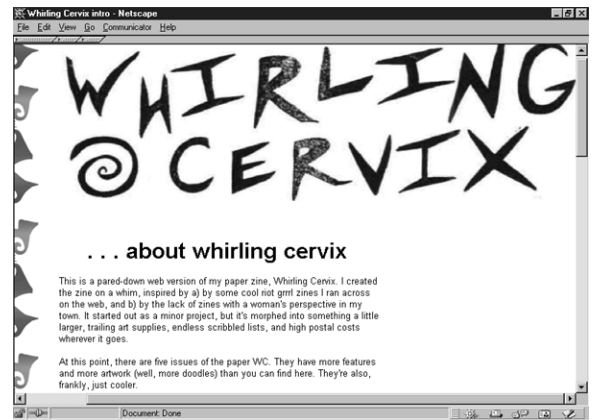 Whirling Cervix intro - Netscape
File Edit View Go Communicator Help
WHIRLING
CERVIX
. . . about whirling cervix
This is a pared-down web version of my paper zine, Whirling Cervix. I created
the zine on a whim, inspired by a) by some cool riot grrrl zines I ran across
on the web, and b) by the lack of zines with a woman's perspective in my
town. It started out as a minor project, but it's morphed into something a little
larger, trailing art supplies, endless scribbled lists, and high postal costs
wherever it goes.
At this point, there are five issues of the paper WC. They have more features
and more artwork (well, more doodles) than you can find here. They're also,
frankly, just cooler.
Document: Done